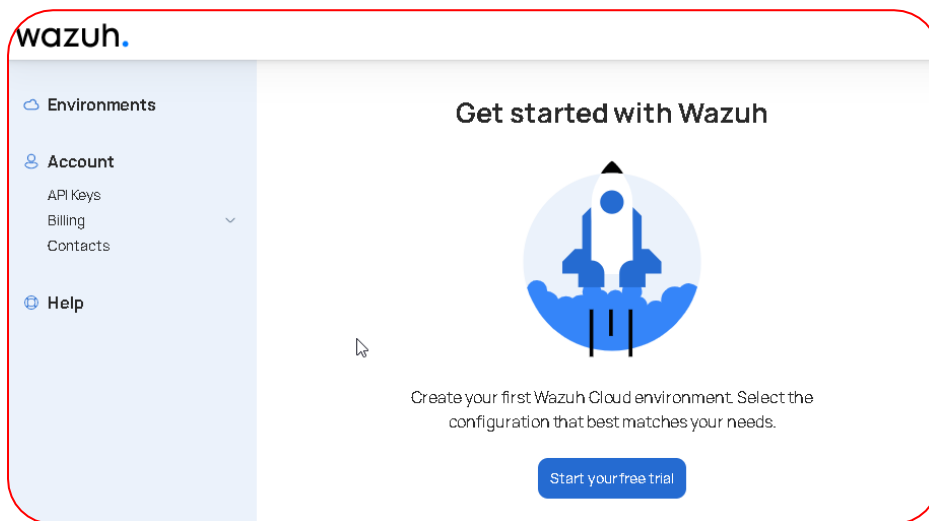 wazuh.
Environments
Account
API Keys
Billing
Contacts
Help
Get started with Wazuh
Create your first Wazuh Cloud environment. Select the
configuration that best matches your needs.
Start your free trial